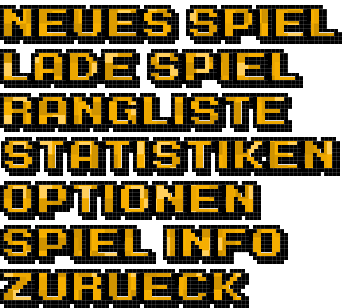 NEUES SPIEL
LADE SPIEL
RANGLISTE
STATISTIKEN
OPTIONEN
SPIEL INFO
ZURUECK